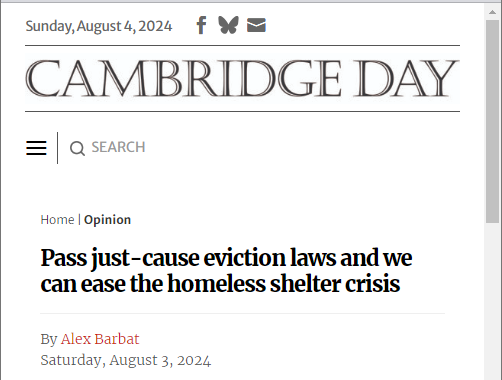 Sunday, August 4, 2024
CAMBRIDGE DAY
SEARCH
Home | Opinion
Pass just-cause eviction laws and we
can ease the homeless shelter crisis
By Alex Barbat
Saturday, August 3, 2024